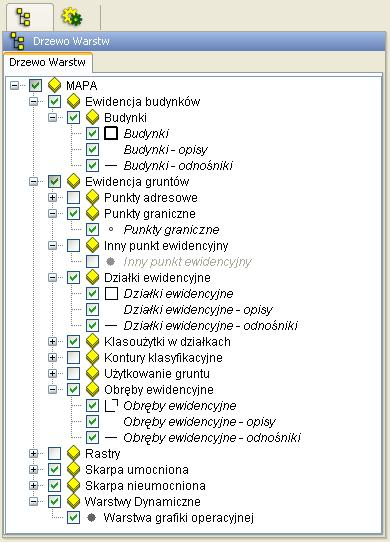 Drzewo Warstw
Drzewo Warstw
MAPA
Ewidencja budynków
Budynki
Budynki
Budynki - opisy
Budynki - odnośniki
Ewidencja gruntów
Punkty adresowe
Punkty graniczne
Punkty graniczne
Inny punkt ewidencyjny
Inny punkt ewidencyjny
Działki ewidencyjne
Działki ewidencyjne
Działki ewidencyjne - opisy
Działki ewidencyjne - odnośniki
Klasoużytki w działkach
Kontury klasyfikacyjne
Użytkowanie gruntu
Obręby ewidencyjne
Obręby ewidencyjne
Obręby ewidencyjne - opisy
Obręby ewidencyjne - odnośniki
Rastry
Skarpa umocniona
Skarpa nieumocniona
Warstwy Dynamiczne
Warstwa grafiki operacyjnej